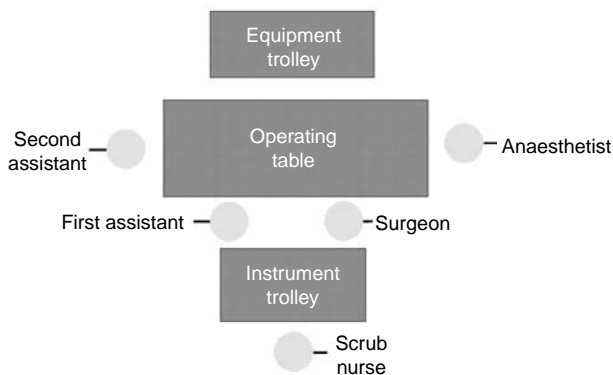 Equipment
trolley
Second
assistant
Operating
table
Anaesthetist
First assistant
Surgeon
Instrument
trolley
Scrub
nurse